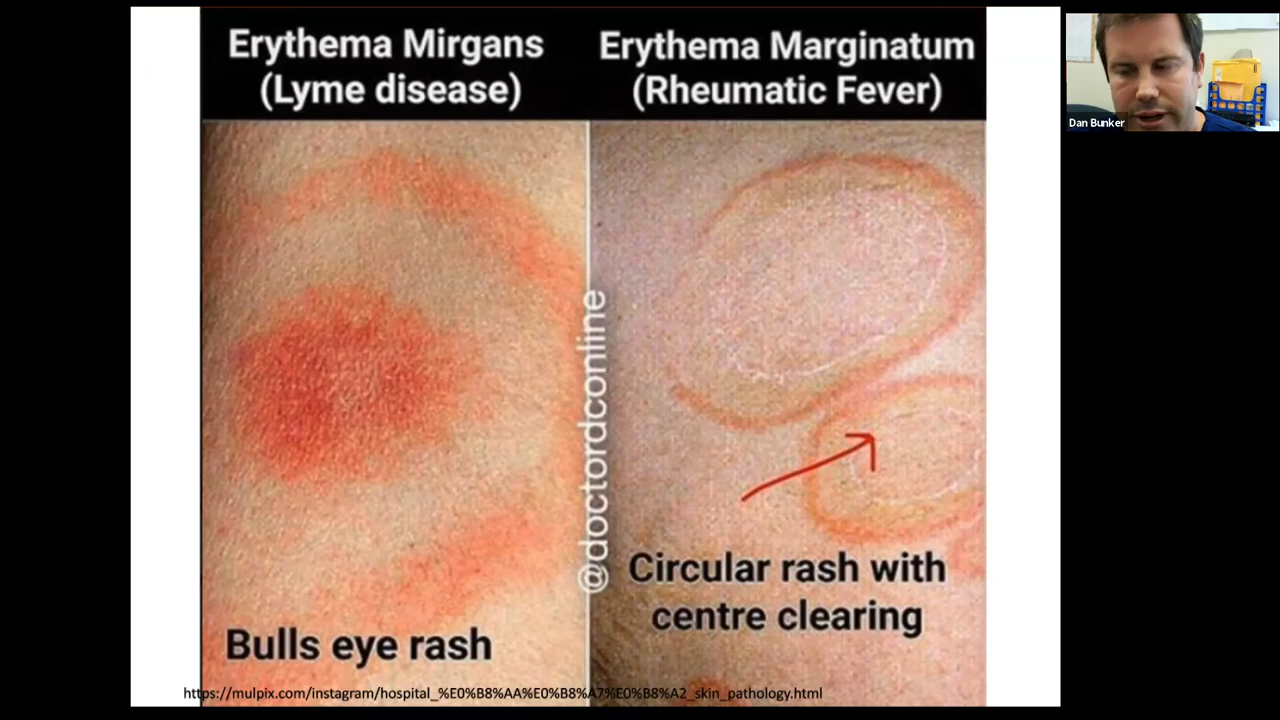 Erythema Mirgans
(Lyme disease)
Erythema Marginatum
(Rheumatic Fever)
Dan Bunker
@doctordconline
Circular rash with
centre clearing
Bulls eye rash
https://mulpix.com/instagram/hospital_%E0%B8%AA%E0%B8%A7%E0%B8%A2_skin_pathology.html